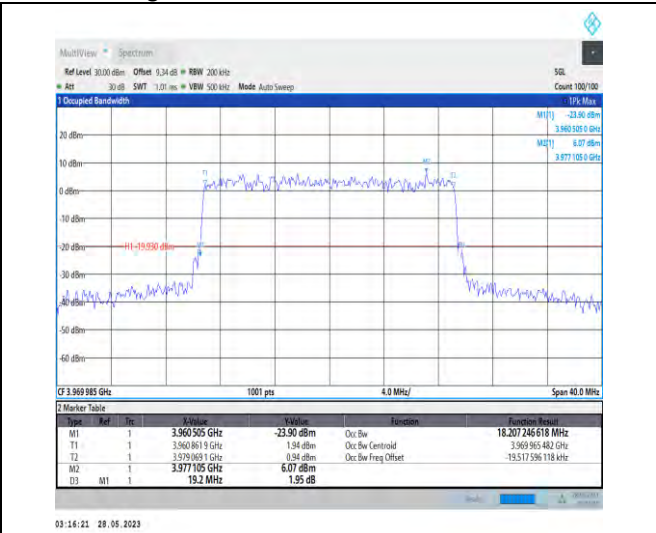 MultiView Spectrum
Ref Level 30.00 dBm Offset 9.34 dB RBW 200 kHz SGL
Att 30 dB SWT 1.01 ms VBW 500 kHz Mode Auto Sweep Count 100/100
1 Occupied Bandwidth 1Pk Max
M1[1] -23.90 dBm
3.960 505 0 GHz
M2[1] 6.07 dBm
3.977 105 0 GHz
20 dBm
10 dBm
0 dBm
-10 dBm
-20 dBm H1 -19.930 dBm
-30 dBm
-40 dBm
-50 dBm
-60 dBm
T1
M2
T2
CF 3.969 985 GHz 1001 pts 4.0 MHz/ Span 40.0 MHz
2 Marker Table
Type Ref Trc X-Value Y-Value Function Function Result
M1 1 3.960505 GHz -23.90 dBm Occ Bw 18.207 246 618 MHz
T1 1 3.960 861 9 GHz 1.94 dBm Occ Bw Centroid 3.969 965 482 GHz
T2 1 3.979 069 1 GHz 0.94 dBm Occ Bw Freq Offset -19.517 596 118 kHz
M2 1 3.977105 GHz 6.07 dBm
D3 M1 1 19.2 MHz 1.95 dB
03:16:21 28.05.2023